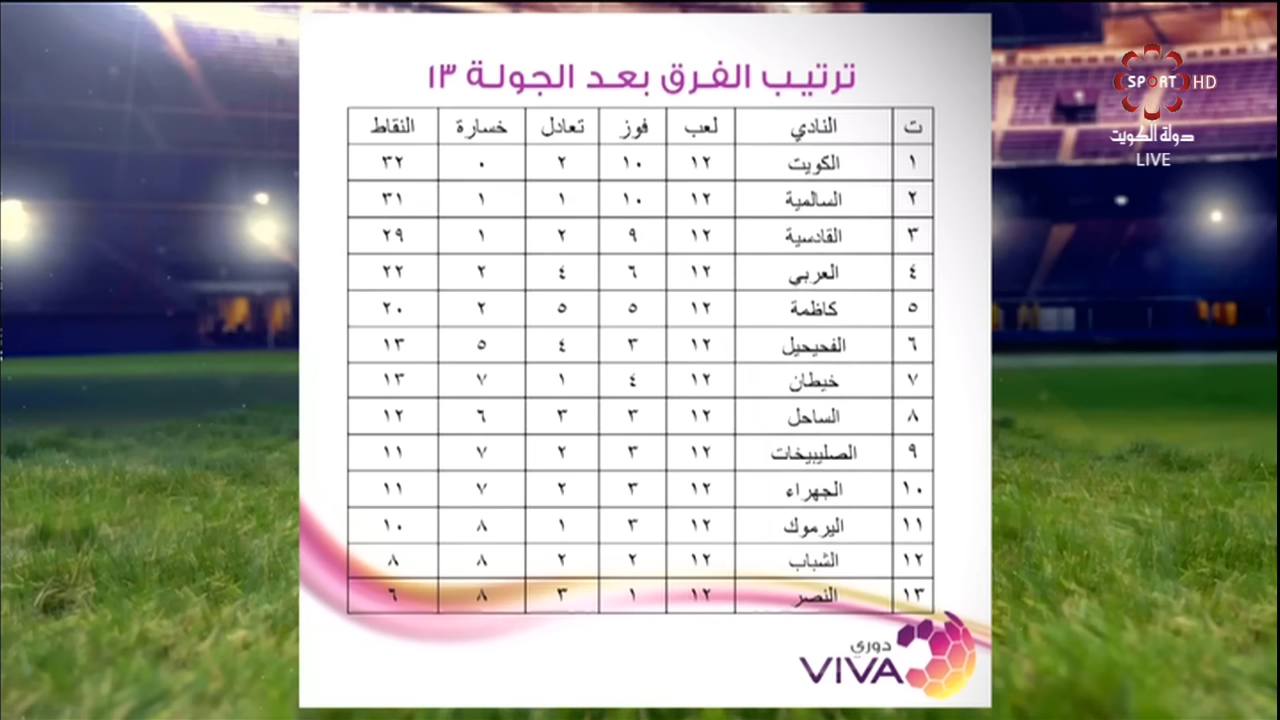 ترتيب الفرق بعد الجولة ١٣
ت النادي لعب فوز تعادل خسارة النقاط
١ الكويت ١٢ ١٠ ٢ ٠ ٣٢
٢ السالمية ١٢ ١٠ ١ ١ ٣١
٣ القادسية ١٢ ٩ ٢ ١ ٢٩
٤ العربي ١٢ ٦ ٤ ٢ ٢٢
٥ كاظمة ١٢ ٥ ٥ ٢ ٢٠
٦ الفحيحيل ١٢ ٣ ٤ ٥ ١٣
٧ خيطان ١٢ ٤ ١ ٧ ١٣
٨ الساحل ١٢ ٣ ٣ ٦ ١٢
٩ الصليبيخات ١٢ ٣ ٢ ٧ ١١
١٠ الجهراء ١٢ ٣ ٢ ٧ ١١
١١ اليرموك ١٢ ٣ ١ ٨ ١٠
١٢ الشباب ١٢ ٢ ٢ ٨ ٨
١٣ النصر ١٢ ١ ٣ ٨ ٦
دوري
VIVA
SPORT HD
دولة الكويت
LIVE